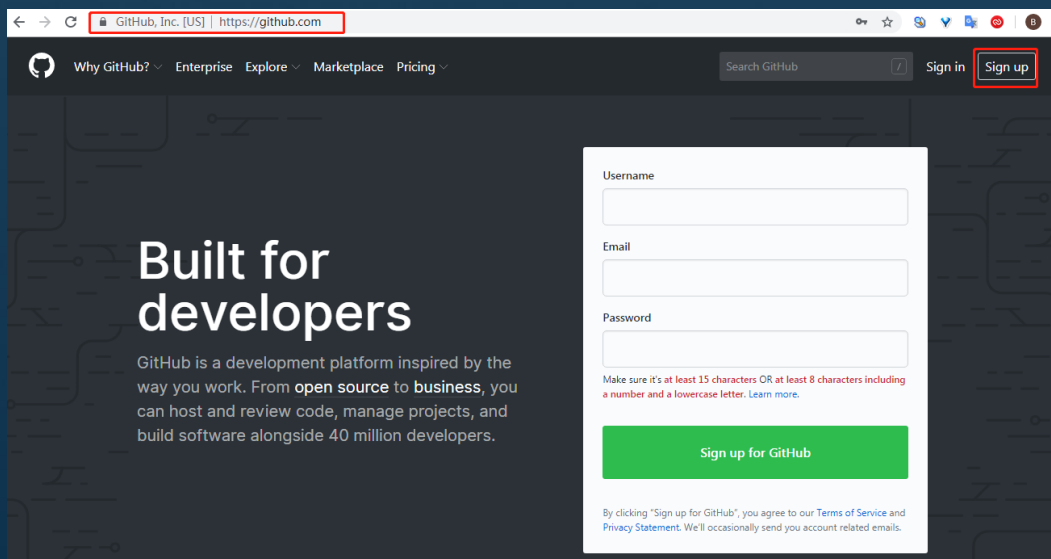 GitHub, Inc. [US] | https://github.com
B
Why GitHub? Enterprise Explore Marketplace Pricing
Search GitHub /
Sign in Sign up
Built for
developers
GitHub is a development platform inspired by the
way you work. From open source to business, you
can host and review code, manage projects, and
build software alongside 40 million developers.
Username
Email
Password
Make sure it's at least 15 characters OR at least 8 characters including
a number and a lowercase letter. Learn more.
Sign up for GitHub
By clicking "Sign up for GitHub", you agree to our Terms of Service and
Privacy Statement. We'll occasionally send you account related emails.